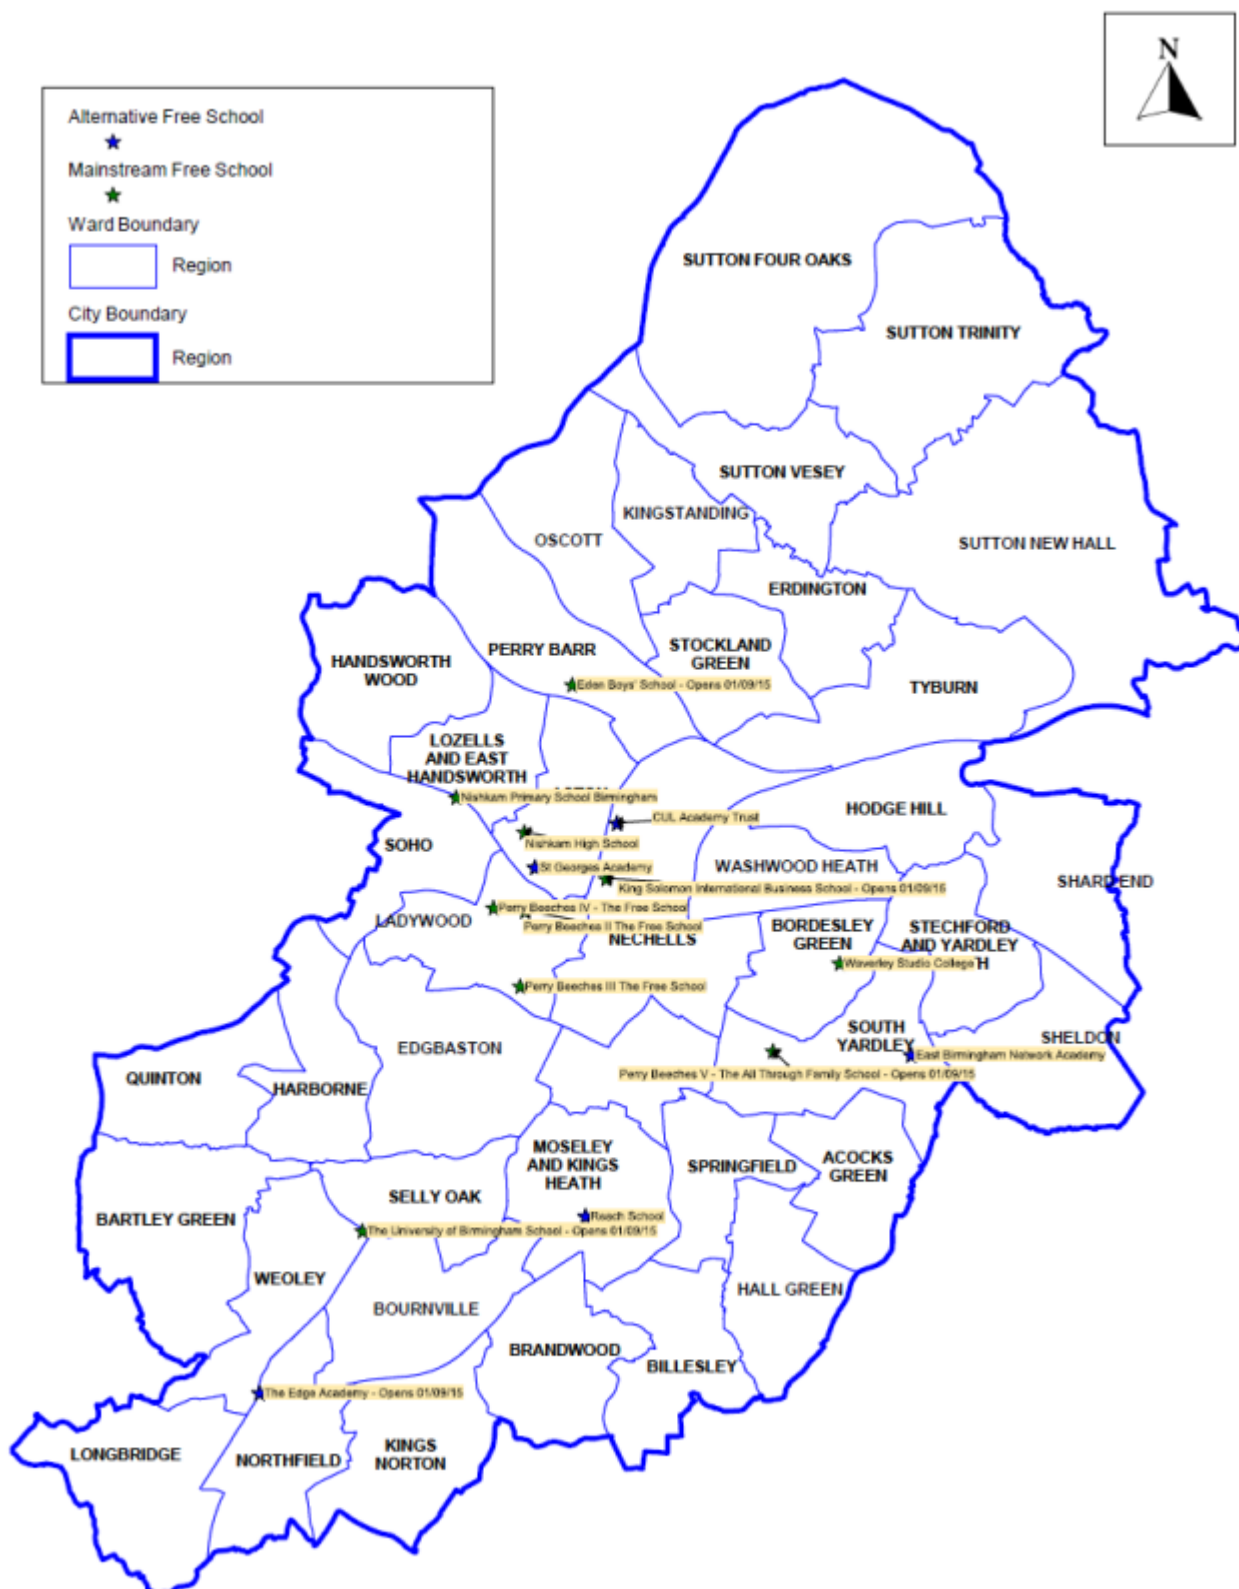 N
Alternative Free School
Mainstream Free School
Ward Boundary
Region
City Boundary
Region
SUTTON FOUR OAKS
SUTTON TRINITY
SUTTON VESEY
KINGSTANDING
OSCOTT
SUTTON NEW HALL
ERDINGTON
STOCKLAND
GREEN
PERRY BARR
HANDSWORTH
WOOD
Eden Boys' School - Opens 01/09/15
TYBURN
LOZELLS
AND EAST
HANDSWORTH
Nishkam Primary School Birmingham
HODGE HILL
CUL Academy Trust
SOHO
Nishkam High School
St Georges Academy
WASHWOOD HEATH
SHARD END
King Solomon International Business School - Opens 01/09/15
Perry Beeches IV - The Free School
LADYWOOD
Perry Beeches II The Free School
NECHELLS
BORDESLEY
GREEN
STECHFORD
AND YARDLEY
Waverley Studio College
Perry Beeches III The Free School
SOUTH
YARDLEY
SHELDON
EDGBASTON
East Birmingham Network Academy
QUINTON
HARBORNE
Perry Beeches V - The All Through Family School - Opens 01/09/15
MOSELEY
AND KINGS
HEATH
SPRINGFIELD
ACOCKS
GREEN
SELLY OAK
BARTLEY GREEN
Reach School
The University of Birmingham School - Opens 01/09/15
WEOLEY
HALL GREEN
BOURNVILLE
BRANDWOOD
BILLESLEY
The Edge Academy - Opens 01/09/15
LONGBRIDGE
NORTHFIELD
KINGS
NORTON